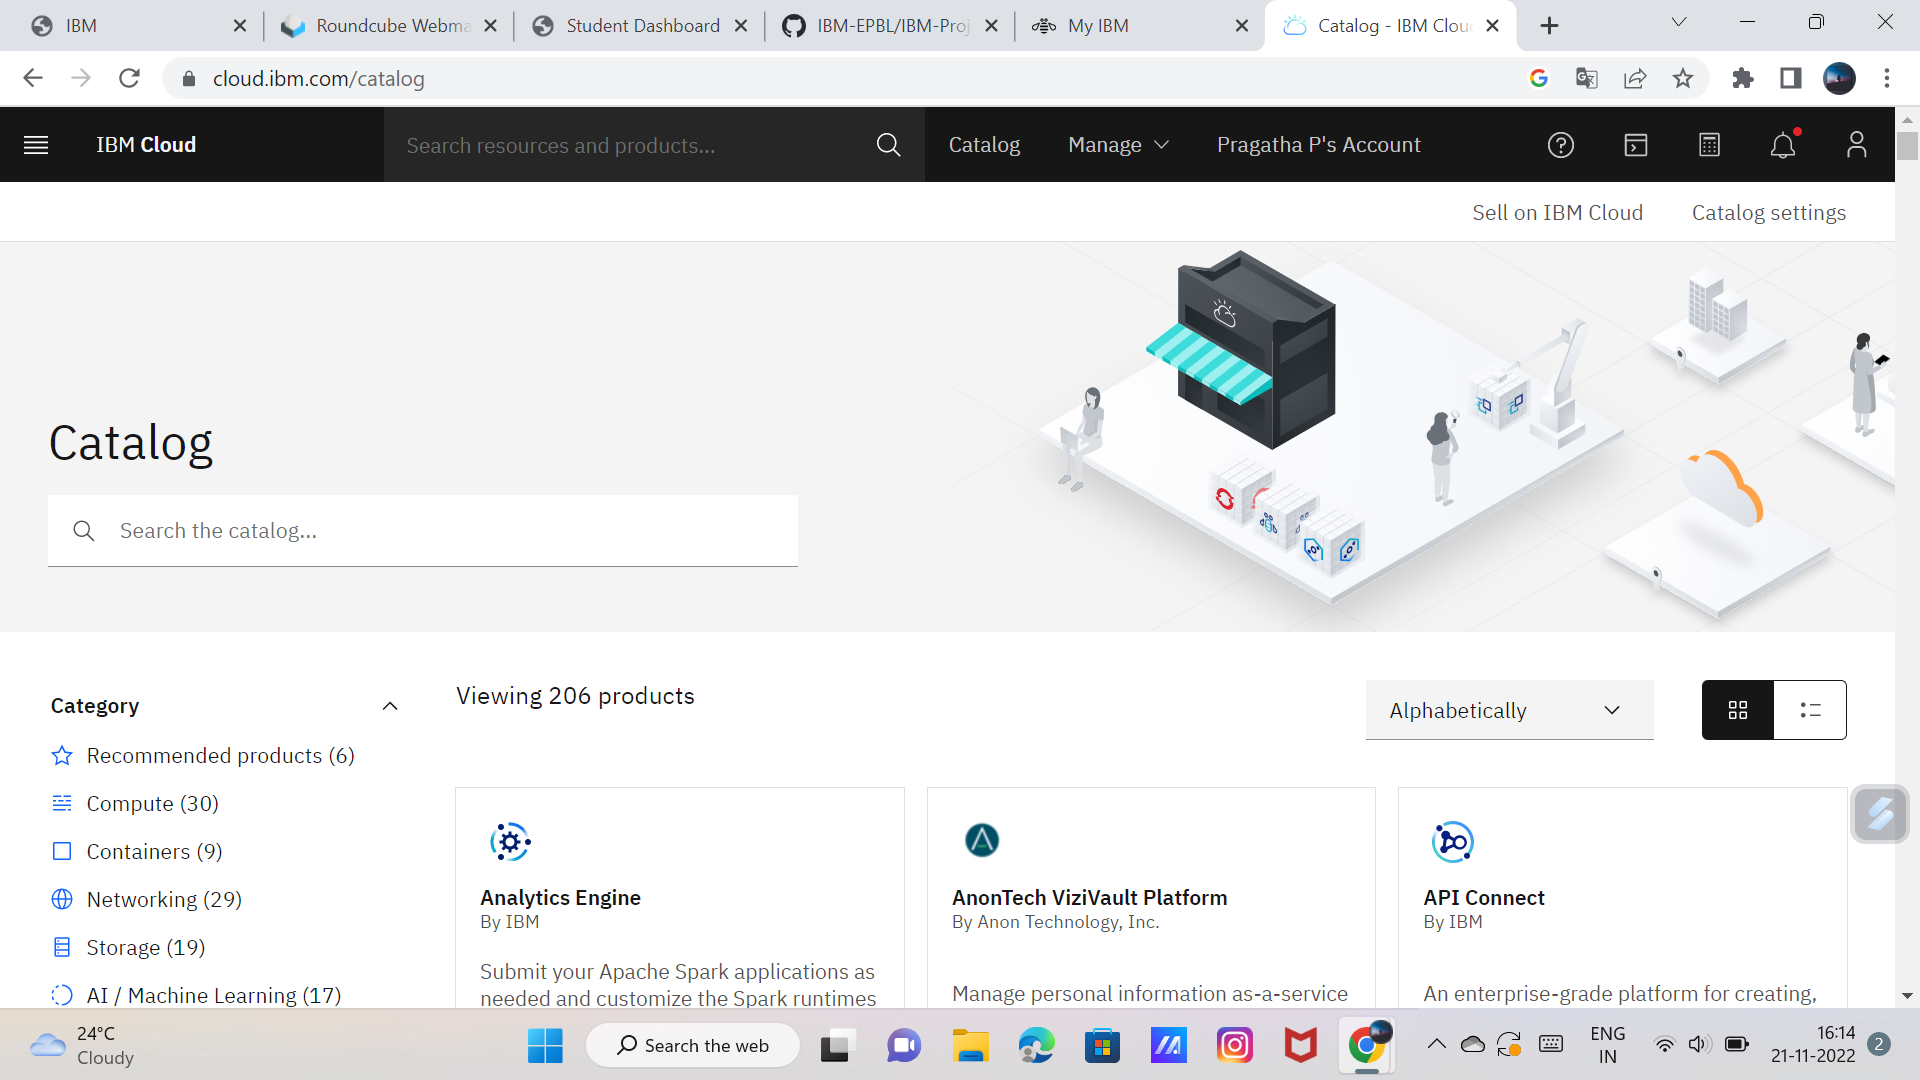 IBM
Roundcube Webma
Student Dashboard
IBM-EPBL/IBM-Proj
My IBM
Catalog - IBM Clou
cloud.ibm.com/catalog
IBM Cloud
Search resources and products...
Catalog
Manage
Pragatha P's Account
Sell on IBM Cloud
Catalog settings
Catalog
Search the catalog...
Category
Recommended products (6)
Compute (30)
Containers (9)
Networking (29)
Storage (19)
AI / Machine Learning (17)
Viewing 206 products
Alphabetically
Analytics Engine
By IBM
Submit your Apache Spark applications as
needed and customize the Spark runtimes
AnonTech ViziVault Platform
By Anon Technology, Inc.
Manage personal information as-a-service
API Connect
By IBM
An enterprise-grade platform for creating,
24°C
Cloudy
Search the web
ENG
IN
16:14
21-11-2022
2